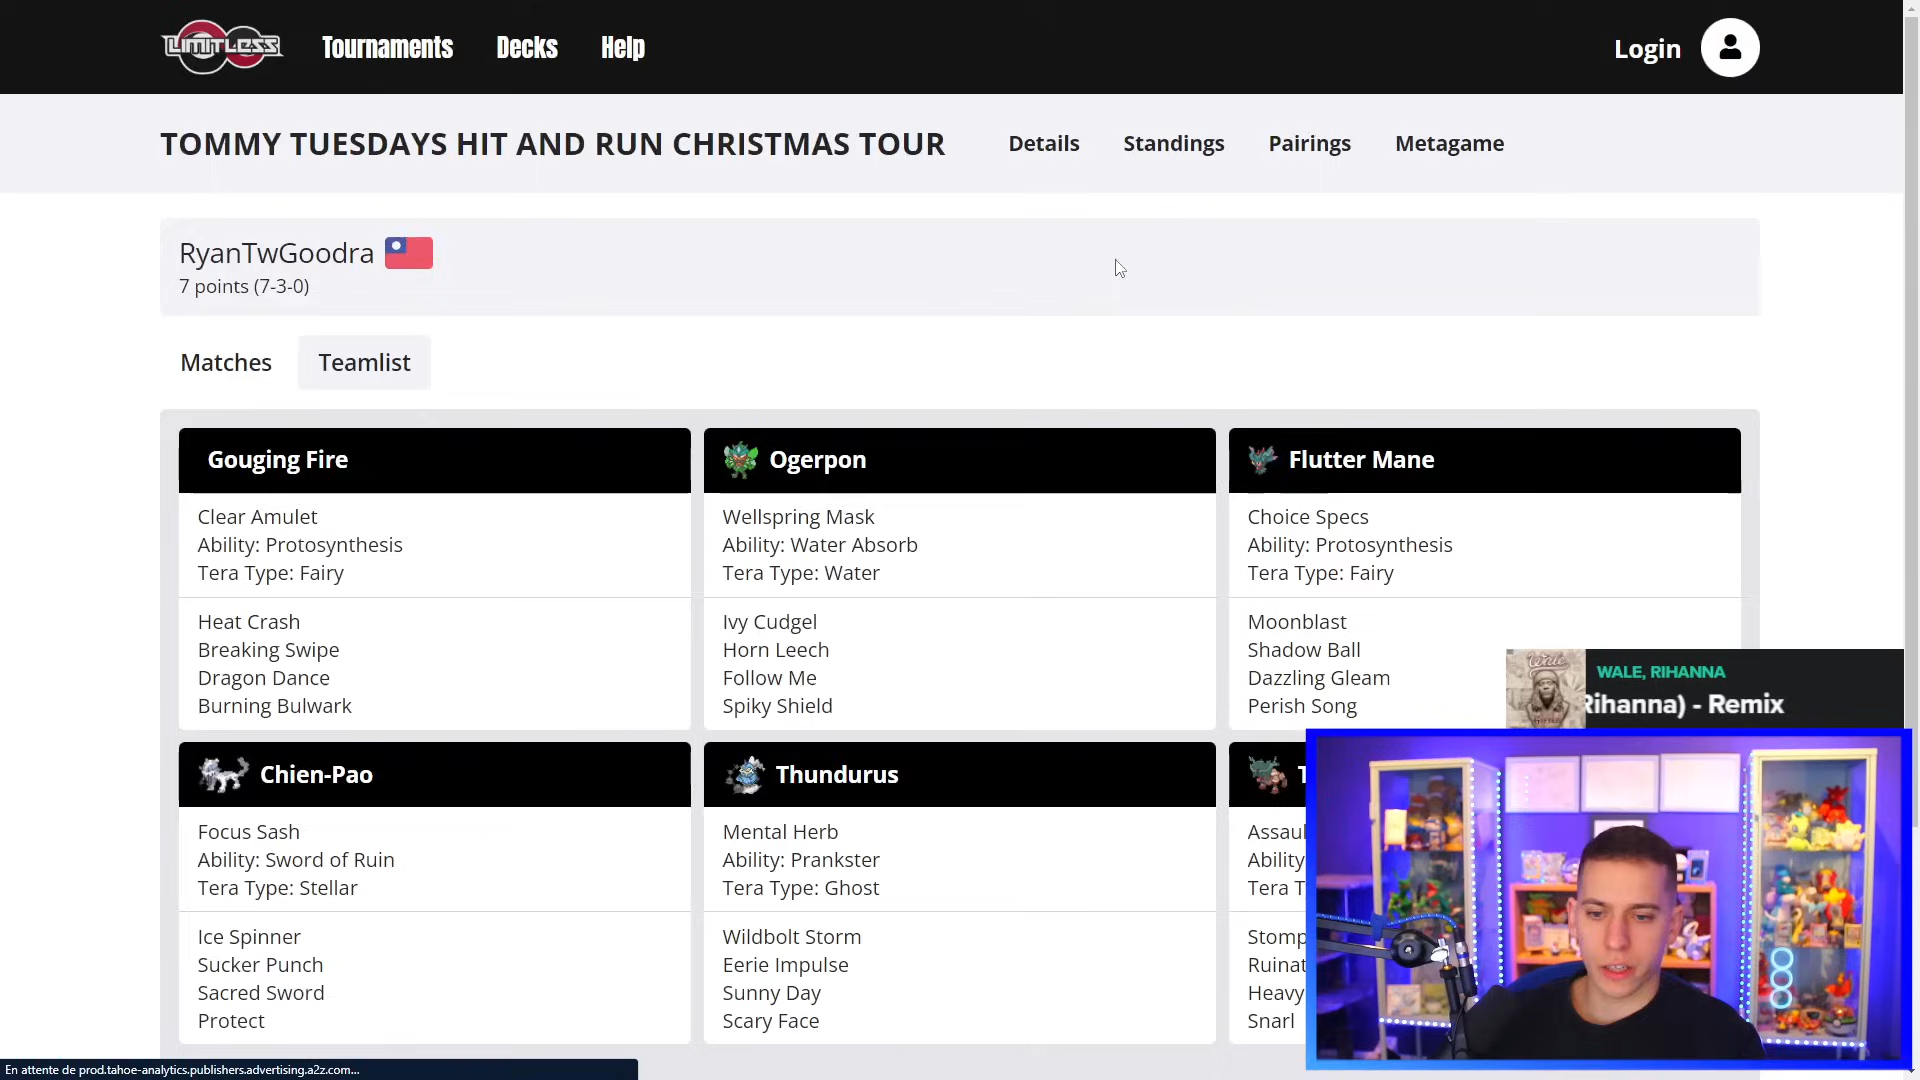 LIMITLESS
Tournaments Decks Help
Login
TOMMY TUESDAYS HIT AND RUN CHRISTMAS TOUR
Details Standings Pairings Metagame
RyanTwGoodra
7 points (7-3-0)
Matches Teamlist
Gouging Fire
Clear Amulet
Ability: Protosynthesis
Tera Type: Fairy
Heat Crash
Breaking Swipe
Dragon Dance
Burning Bulwark
Ogerpon
Wellspring Mask
Ability: Water Absorb
Tera Type: Water
Ivy Cudgel
Horn Leech
Follow Me
Spiky Shield
Flutter Mane
Choice Specs
Ability: Protosynthesis
Tera Type: Fairy
Moonblast
Shadow Ball
Dazzling Gleam
Perish Song
WALE, RIHANNA
Rihanna) - Remix
Chien-Pao
Focus Sash
Ability: Sword of Ruin
Tera Type: Stellar
Ice Spinner
Sucker Punch
Sacred Sword
Protect
Thundurus
Mental Herb
Ability: Prankster
Tera Type: Ghost
Wildbolt Storm
Eerie Impulse
Sunny Day
Scary Face
T
Assaul
Ability
Tera T
Stomp
Ruinat
Heavy
Snarl
En attente de prod.tahoe-analytics.publishers.advertising.a2z.com...